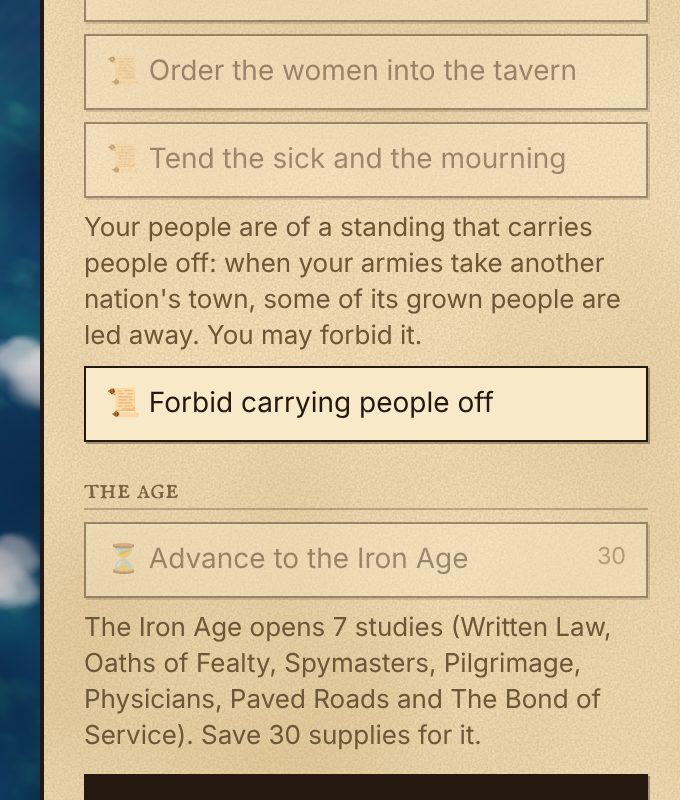 Order the women into the tavern
Tend the sick and the mourning
Your people are of a standing that carries
people off: when your armies take another
nation's town, some of its grown people are
led away. You may forbid it.
Forbid carrying people off
THE AGE
Advance to the Iron Age 30
The Iron Age opens 7 studies (Written Law,
Oaths of Fealty, Spymasters, Pilgrimage,
Physicians, Paved Roads and The Bond of
Service). Save 30 supplies for it.